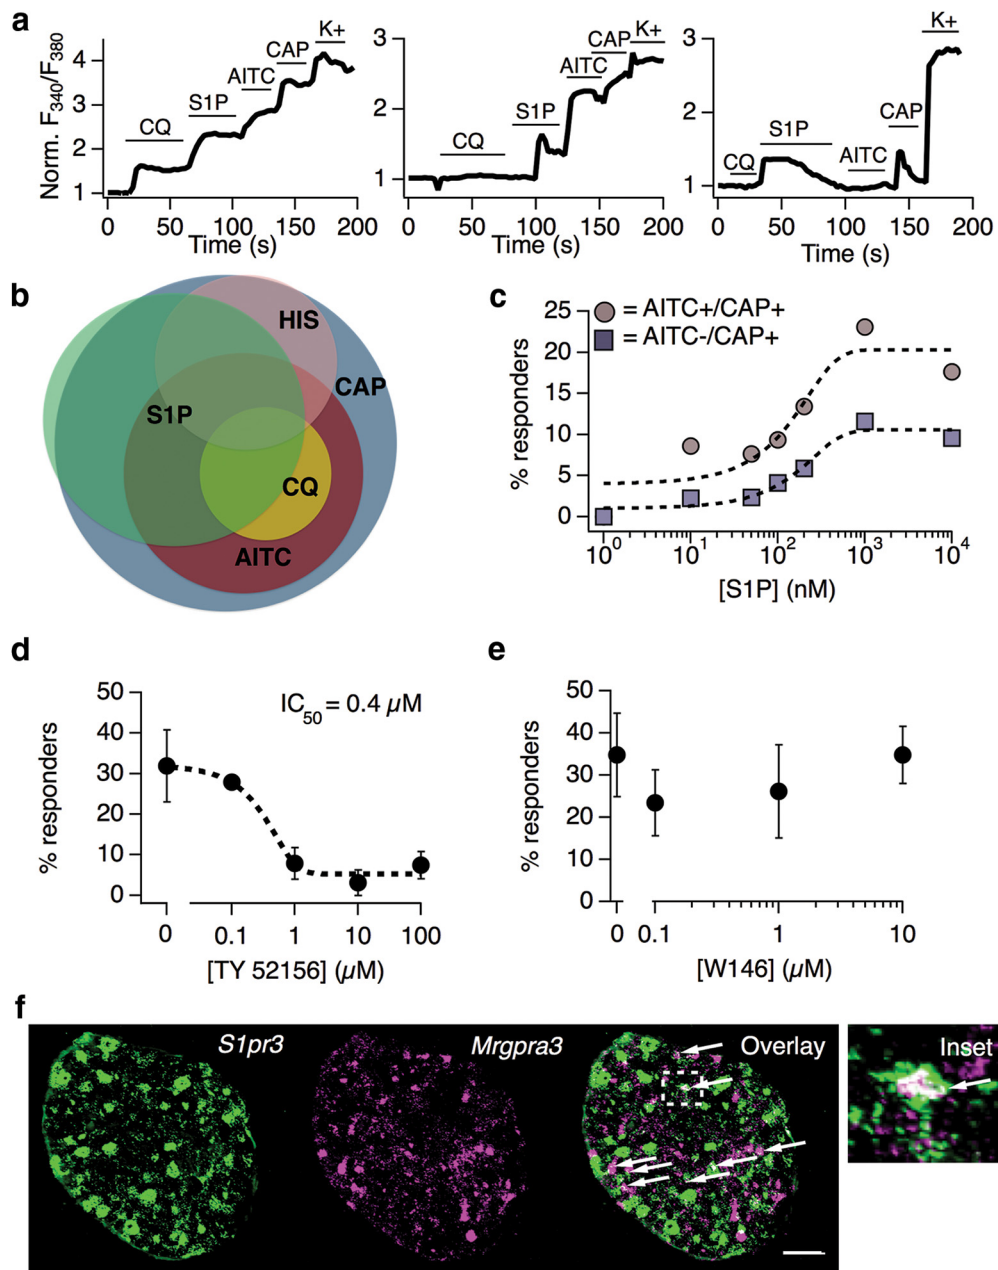 a
Norm. F340/F380
4
3
2
1
CQ
S1P
AITC
CAP
K+
0
50
100
150
200
Time (s)
3
2
1
CQ
S1P
AITC
CAP
K+
0
50
100
150
200
Time (s)
3
2
1
CQ
S1P
AITC
CAP
K+
0
50
100
150
200
Time (s)
b
HIS
CAP
S1P
CQ
AITC
c
% responders
25
20
15
10
5
0
= AITC+/CAP+
= AITC-/CAP+
10^0
10^1
10^2
10^3
10^4
[S1P] (nM)
d
% responders
50
40
30
20
10
0
IC50 = 0.4 µM
0
0.1
1
10
100
[TY 52156] (µM)
e
% responders
50
40
30
20
10
0
0
0.1
1
10
[W146] (µM)
f
S1pr3
Mrgpra3
Overlay
Inset